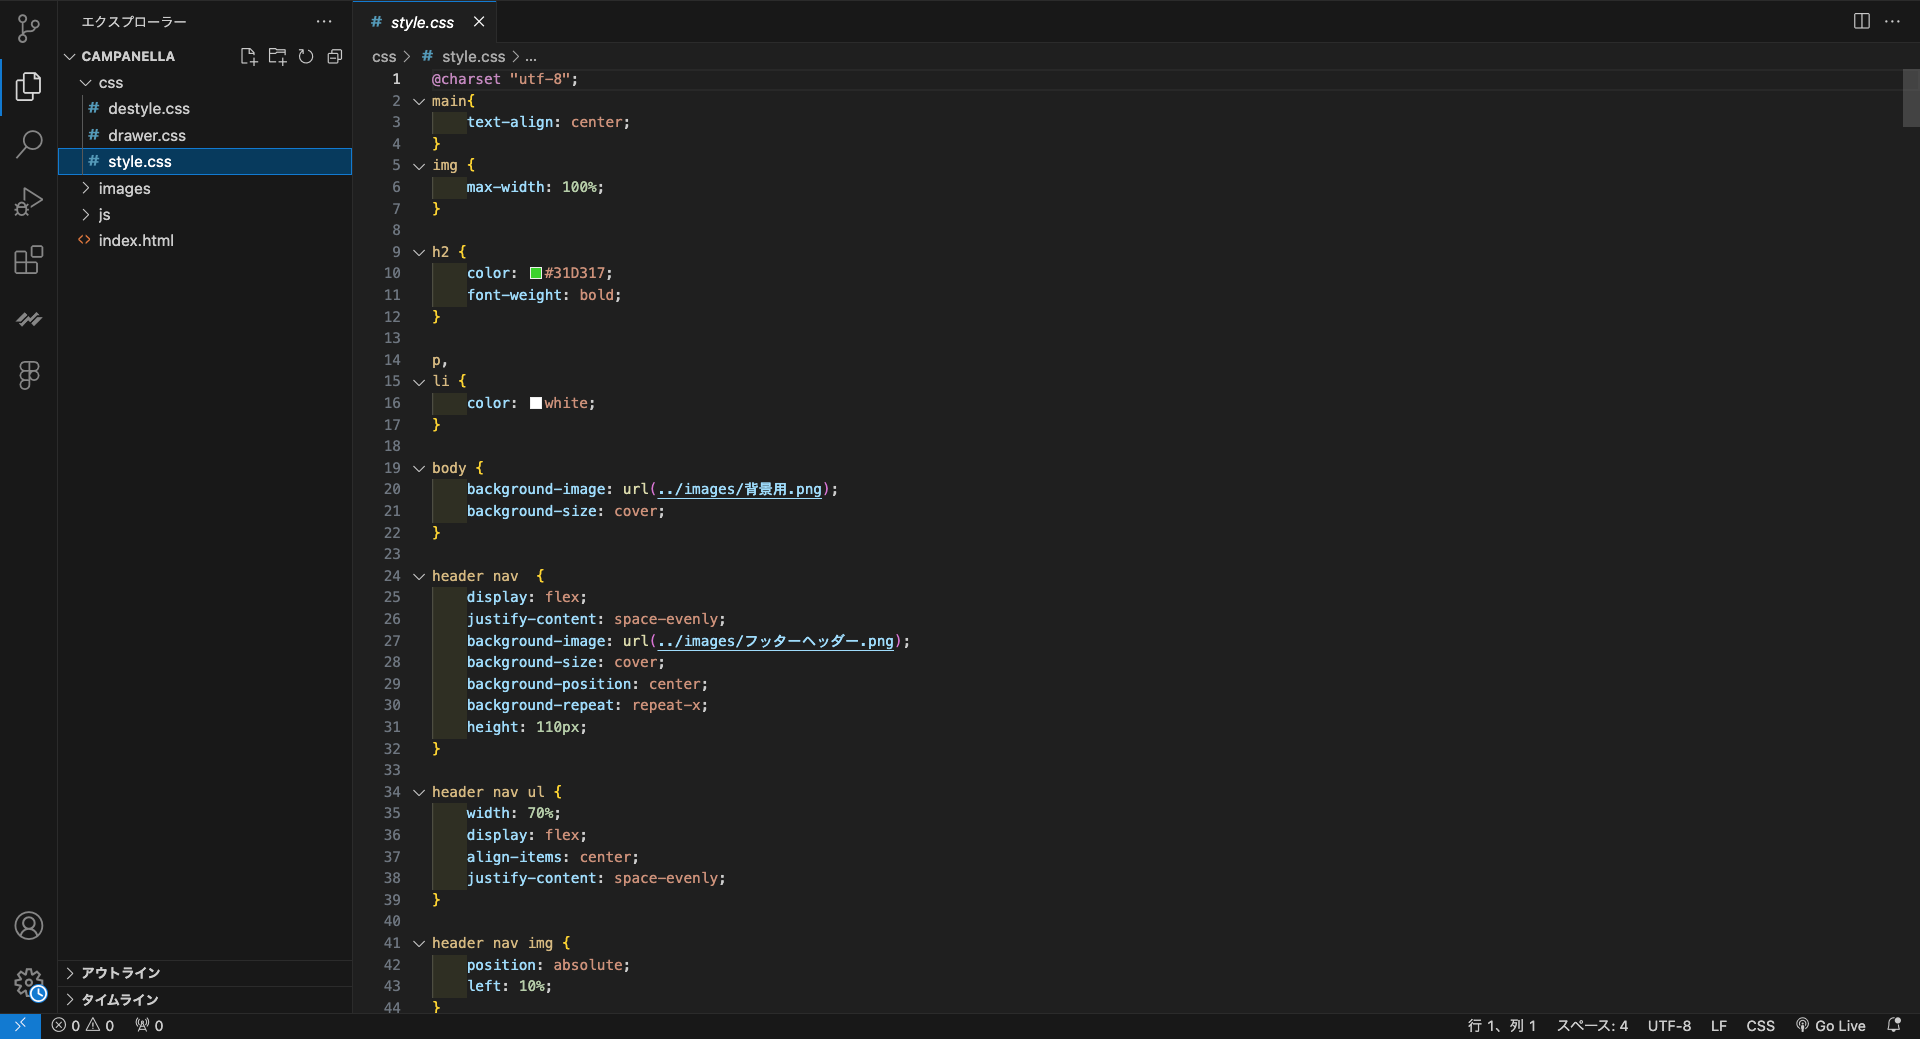 エクスプローラー
CAMPANELLA
css
# destyle.css
# drawer.css
# style.css
images
js
<> index.html
アウトライン
タイムライン
# style.css
css > # style.css > ...
1 @charset "utf-8";
2 main{
3 text-align: center;
4 }
5 img {
6 max-width: 100%;
7 }
8
9 h2 {
10 color: #31D317;
11 font-weight: bold;
12 }
13
14 p,
15 li {
16 color: white;
17 }
18
19 body {
20 background-image: url(../images/背景用.png);
21 background-size: cover;
22 }
23
24 header nav  {
25 display: flex;
26 justify-content: space-evenly;
27 background-image: url(../images/フッターヘッダー.png);
28 background-size: cover;
29 background-position: center;
30 background-repeat: repeat-x;
31 height: 110px;
32 }
33
34 header nav ul {
35 width: 70%;
36 display: flex;
37 align-items: center;
38 justify-content: space-evenly;
39 }
40
41 header nav img {
42 position: absolute;
43 left: 10%;
44 }
0 0 0 行 1、列 1 スペース: 4 UTF-8 LF CSS Go Live